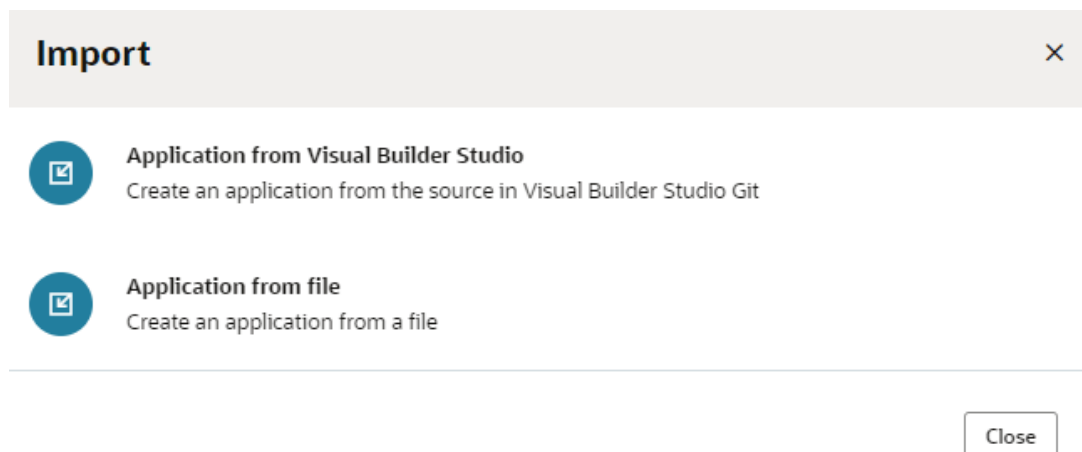 Import
Application from Visual Builder Studio
Create an application from the source in Visual Builder Studio Git
Application from file
Create an application from a file
Close